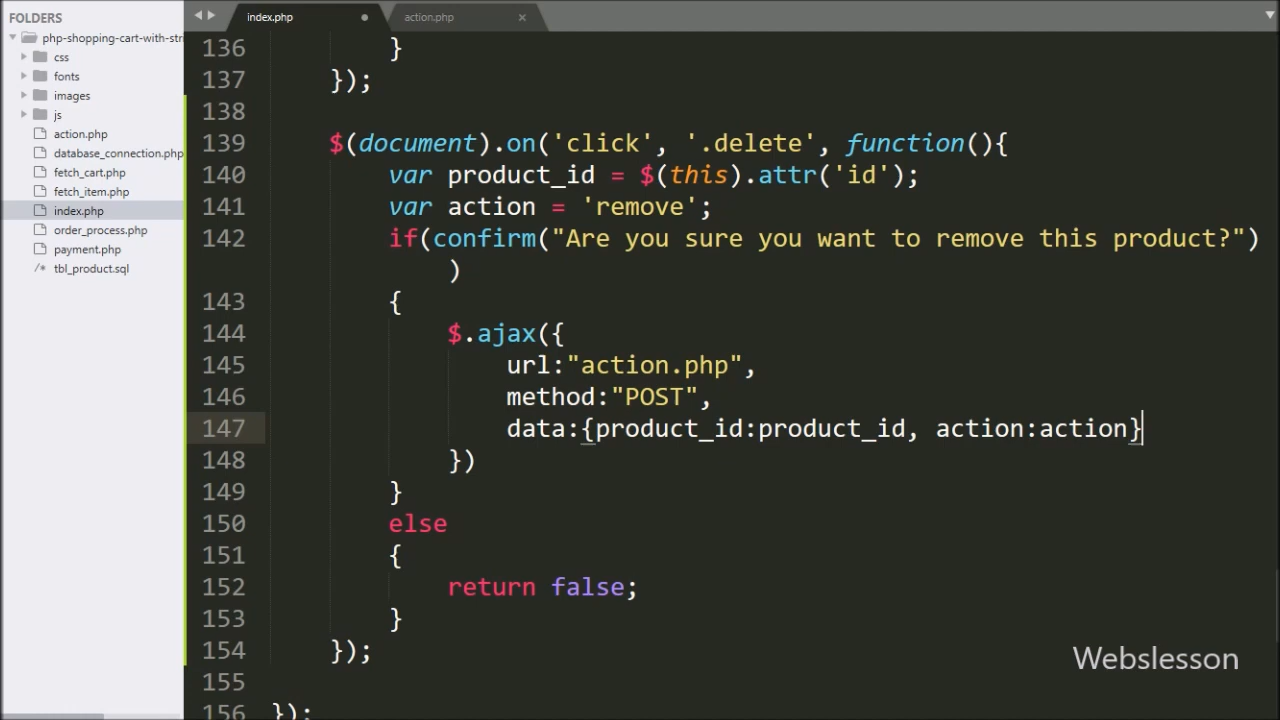 FOLDERS
php-shopping-cart-with-str
css
fonts
images
js
action.php
database_connection.php
fetch_cart.php
fetch_item.php
index.php
order_process.php
payment.php
/* tbl_product.sql
index.php
action.php
136 }
137 });
138
139 $(document).on('click', '.delete', function(){
140 var product_id = $(this).attr('id');
141 var action = 'remove';
142 if(confirm("Are you sure you want to remove this product?")
)
143 {
144 $.ajax({
145 url:"action.php",
146 method:"POST",
147 data:{product_id:product_id, action:action}
148 })
149 }
150 else
151 {
152 return false;
153 }
154 });
155
156 });
Webslesson